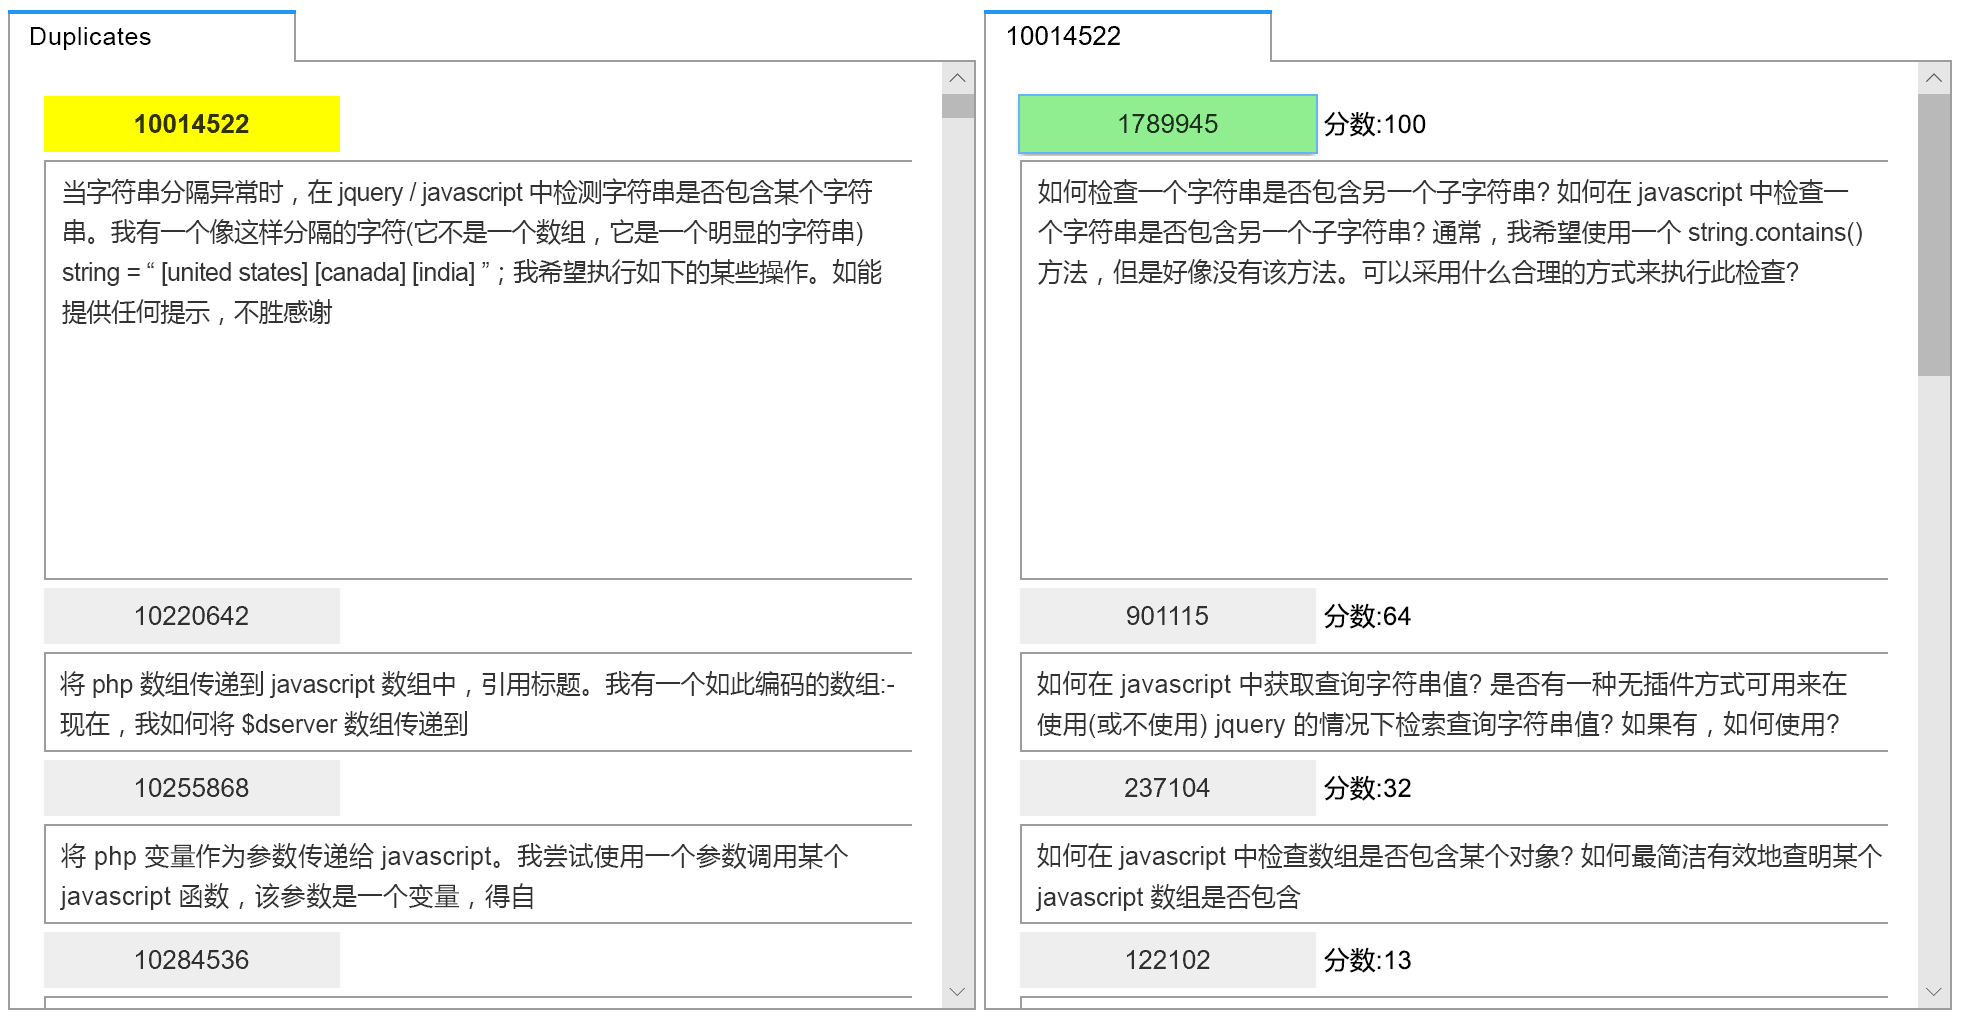 Duplicates
10014522
当字符串分隔异常时，在 jquery / javascript 中检测字符串是否包含某个字符
串。我有一个像这样分隔的字符(它不是一个数组，它是一个明显的字符串)
string = “ [united states] [canada] [india] ”；我希望执行如下的某些操作。如能
提供任何提示，不胜感谢
10220642
将 php 数组传递到 javascript 数组中，引用标题。我有一个如此编码的数组:-
现在，我如何将 $dserver 数组传递到
10255868
将 php 变量作为参数传递给 javascript。我尝试使用一个参数调用某个
javascript 函数，该参数是一个变量，得自
10284536
10014522
1789945 分数:100
如何检查一个字符串是否包含另一个子字符串? 如何在 javascript 中检查一
个字符串是否包含另一个子字符串? 通常，我希望使用一个 string.contains()
方法，但是好像没有该方法。可以采用什么合理的方式来执行此检查?
901115 分数:64
如何在 javascript 中获取查询字符串值? 是否有一种无插件方式可用来在
使用(或不使用) jquery 的情况下检索查询字符串值? 如果有，如何使用?
237104 分数:32
如何在 javascript 中检查数组是否包含某个对象? 如何最简洁有效地查明某个
javascript 数组是否包含
122102 分数:13